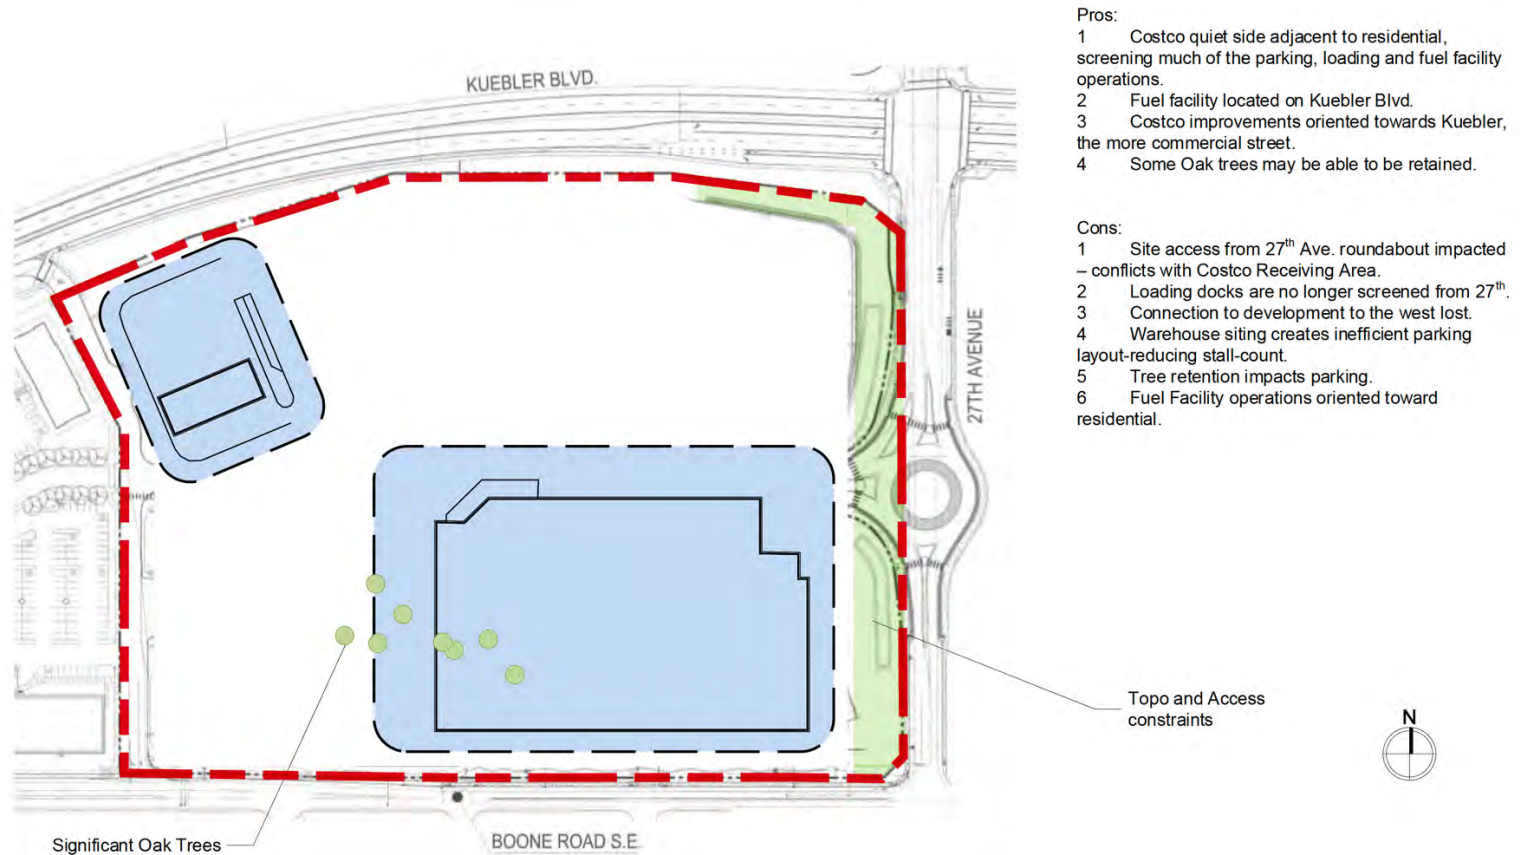 Pros:
1 Costco quiet side adjacent to residential,
screening much of the parking, loading and fuel facility
operations.
2 Fuel facility located on Kuebler Blvd.
3 Costco improvements oriented towards Kuebler,
the more commercial street.
4 Some Oak trees may be able to be retained.
Cons:
1 Site access from 27th Ave. roundabout impacted
– conflicts with Costco Receiving Area.
2 Loading docks are no longer screened from 27th.
3 Connection to development to the west lost.
4 Warehouse siting creates inefficient parking
layout-reducing stall-count.
5 Tree retention impacts parking.
6 Fuel Facility operations oriented toward
residential.
KUEBLER BLVD.
27TH AVENUE
Topo and Access
constraints
N
Significant Oak Trees
BOONE ROAD S.E.